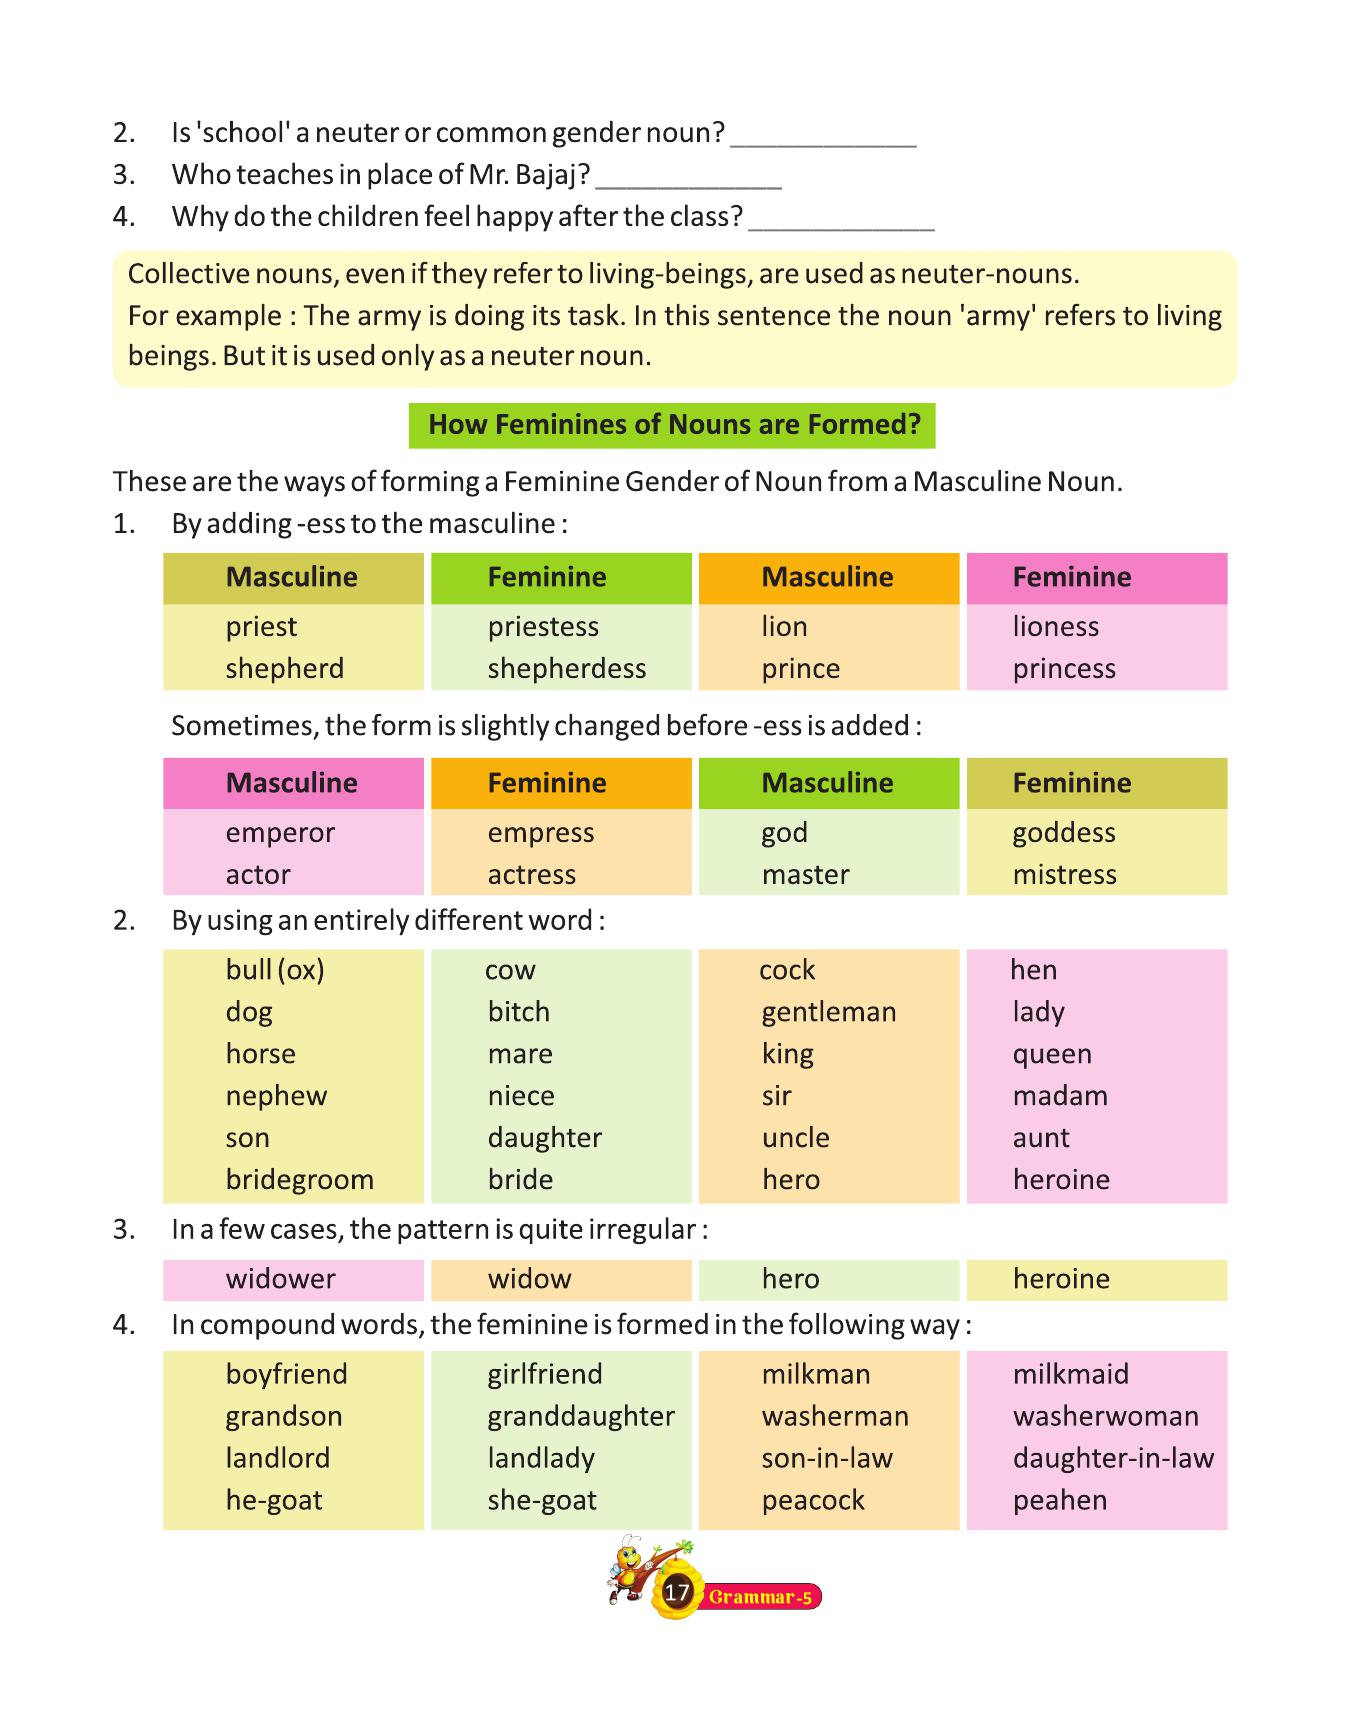 2. Is 'school' a neuter or common gender noun? ____________
3. Who teaches in place of Mr. Bajaj? ____________
4. Why do the children feel happy after the class? ____________
Collective nouns, even if they refer to living-beings, are used as neuter-nouns.
For example : The army is doing its task. In this sentence the noun 'army' refers to living
beings. But it is used only as a neuter noun.
How Feminines of Nouns are Formed?
These are the ways of forming a Feminine Gender of Noun from a Masculine Noun.
1. By adding -ess to the masculine :
Masculine Feminine Masculine Feminine
priest priestess lion lioness
shepherd shepherdess prince princess
Sometimes, the form is slightly changed before -ess is added :
Masculine Feminine Masculine Feminine
emperor empress god goddess
actor actress master mistress
2. By using an entirely different word :
bull (ox) cow cock hen
dog bitch gentleman lady
horse mare king queen
nephew niece sir madam
son daughter uncle aunt
bridegroom bride hero heroine
3. In a few cases, the pattern is quite irregular :
widower widow hero heroine
4. In compound words, the feminine is formed in the following way :
boyfriend girlfriend milkman milkmaid
grandson granddaughter washerman washerwoman
landlord landlady son-in-law daughter-in-law
he-goat she-goat peacock peahen
17 Grammar-5